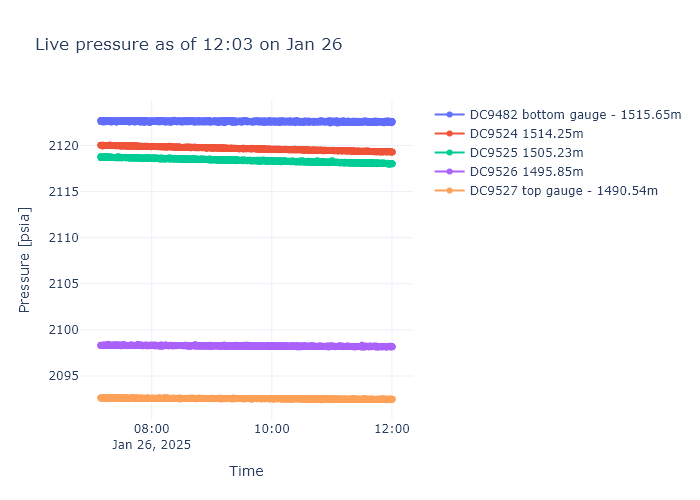 Live pressure as of 12:03 on Jan 26
DC9482 bottom gauge - 1515.65m
DC9524 1514.25m
DC9525 1505.23m
DC9526 1495.85m
DC9527 top gauge - 1490.54m
2120
2115
2110
2105
2100
2095
Pressure [psia]
08:00
Jan 26, 2025
10:00
12:00
Time